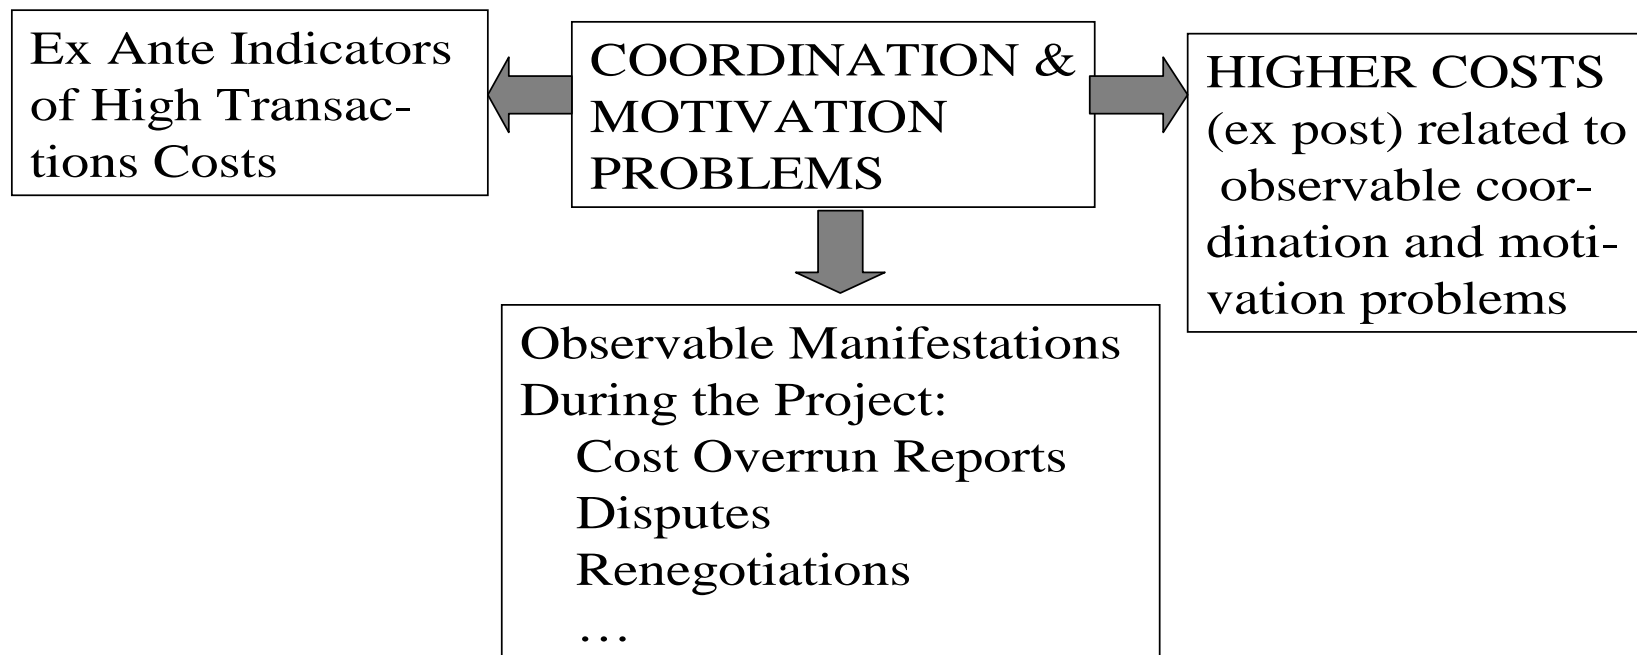 Ex Ante Indicators
of High Transac-
tions Costs
COORDINATION &
MOTIVATION
PROBLEMS
HIGHER COSTS
(ex post) related to
observable coor-
dination and moti-
vation problems
Observable Manifestations
During the Project:
Cost Overrun Reports
Disputes
Renegotiations
…